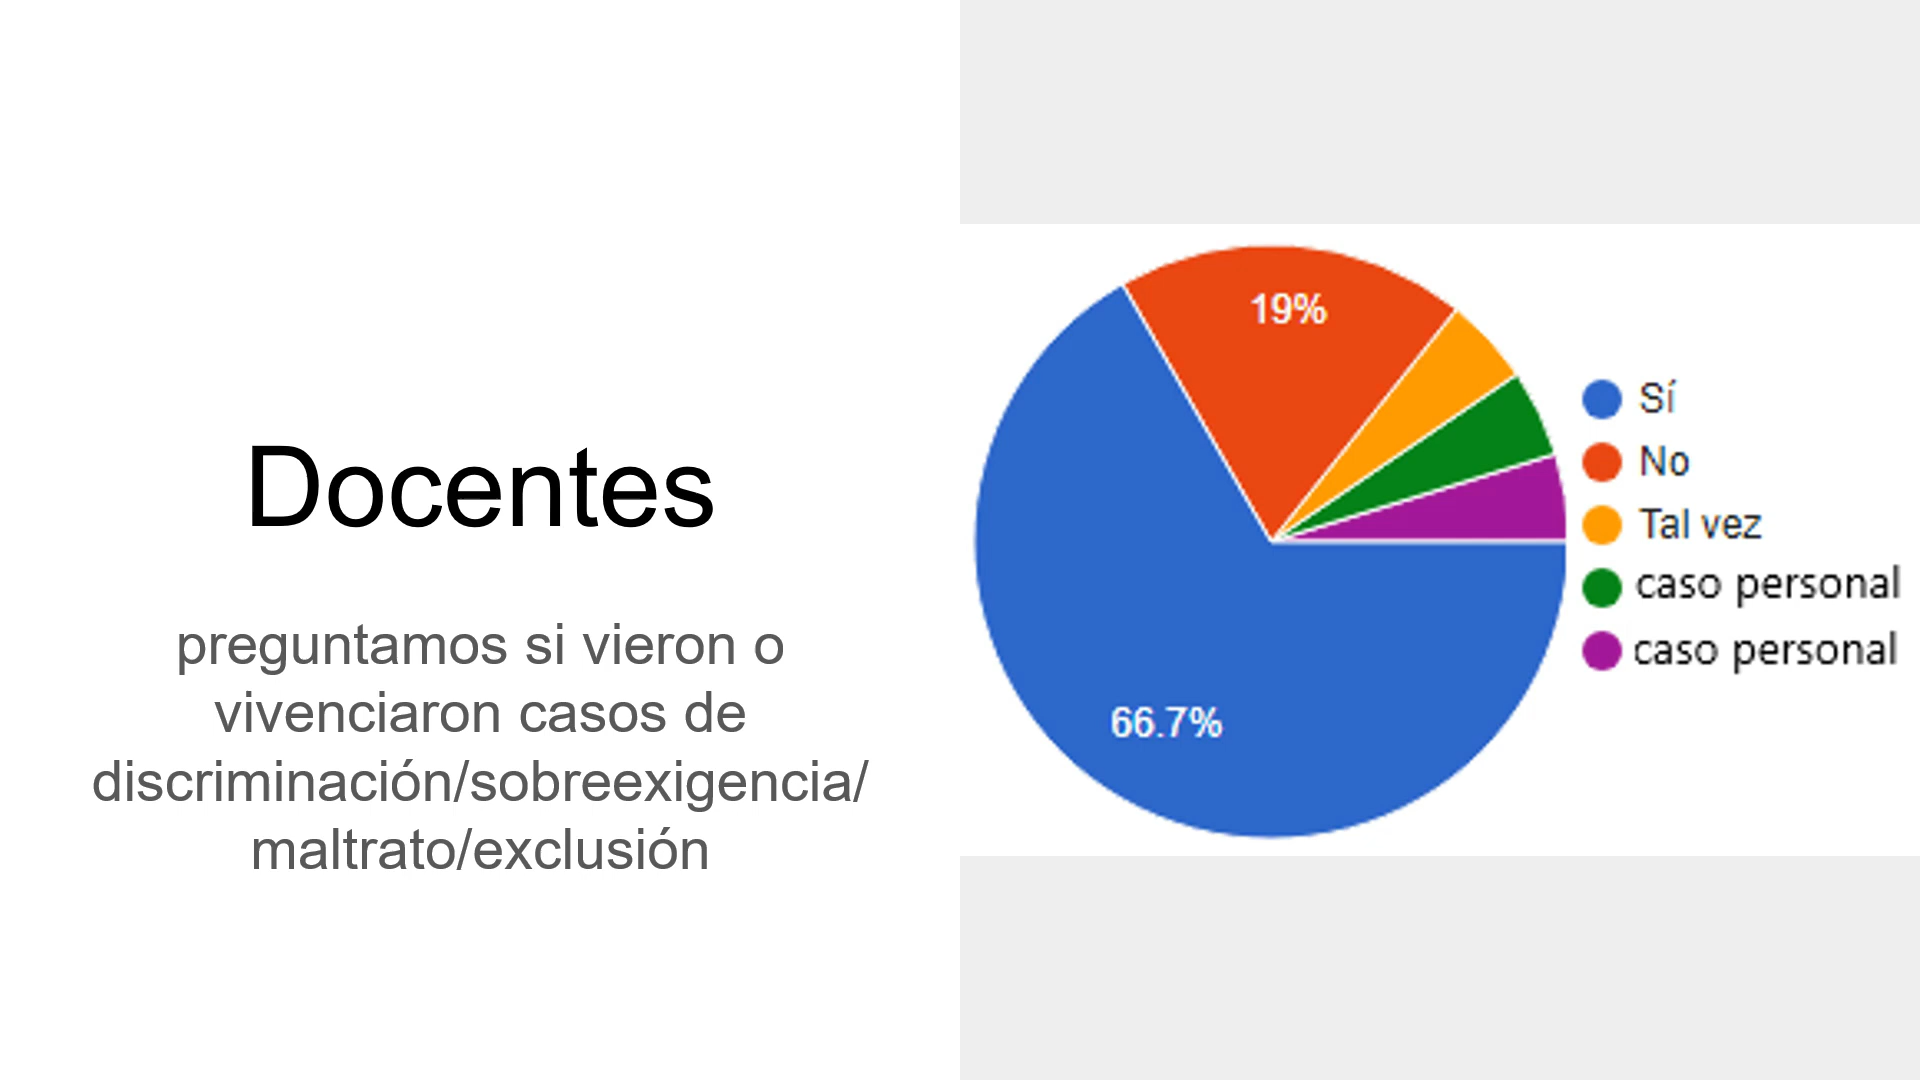 Docentes
preguntamos si vieron o
vivenciaron casos de
discriminación/sobreexigencia/
maltrato/exclusión
19%
66.7%
Sí
No
Tal vez
caso personal
caso personal